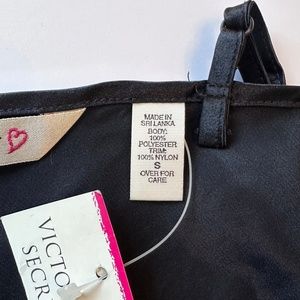 MADE IN
SRI LANKA
BODY:
100%
POLYESTER
TRIM:
100% NYLON
S
OVER FOR
CARE
VICTO
SECR